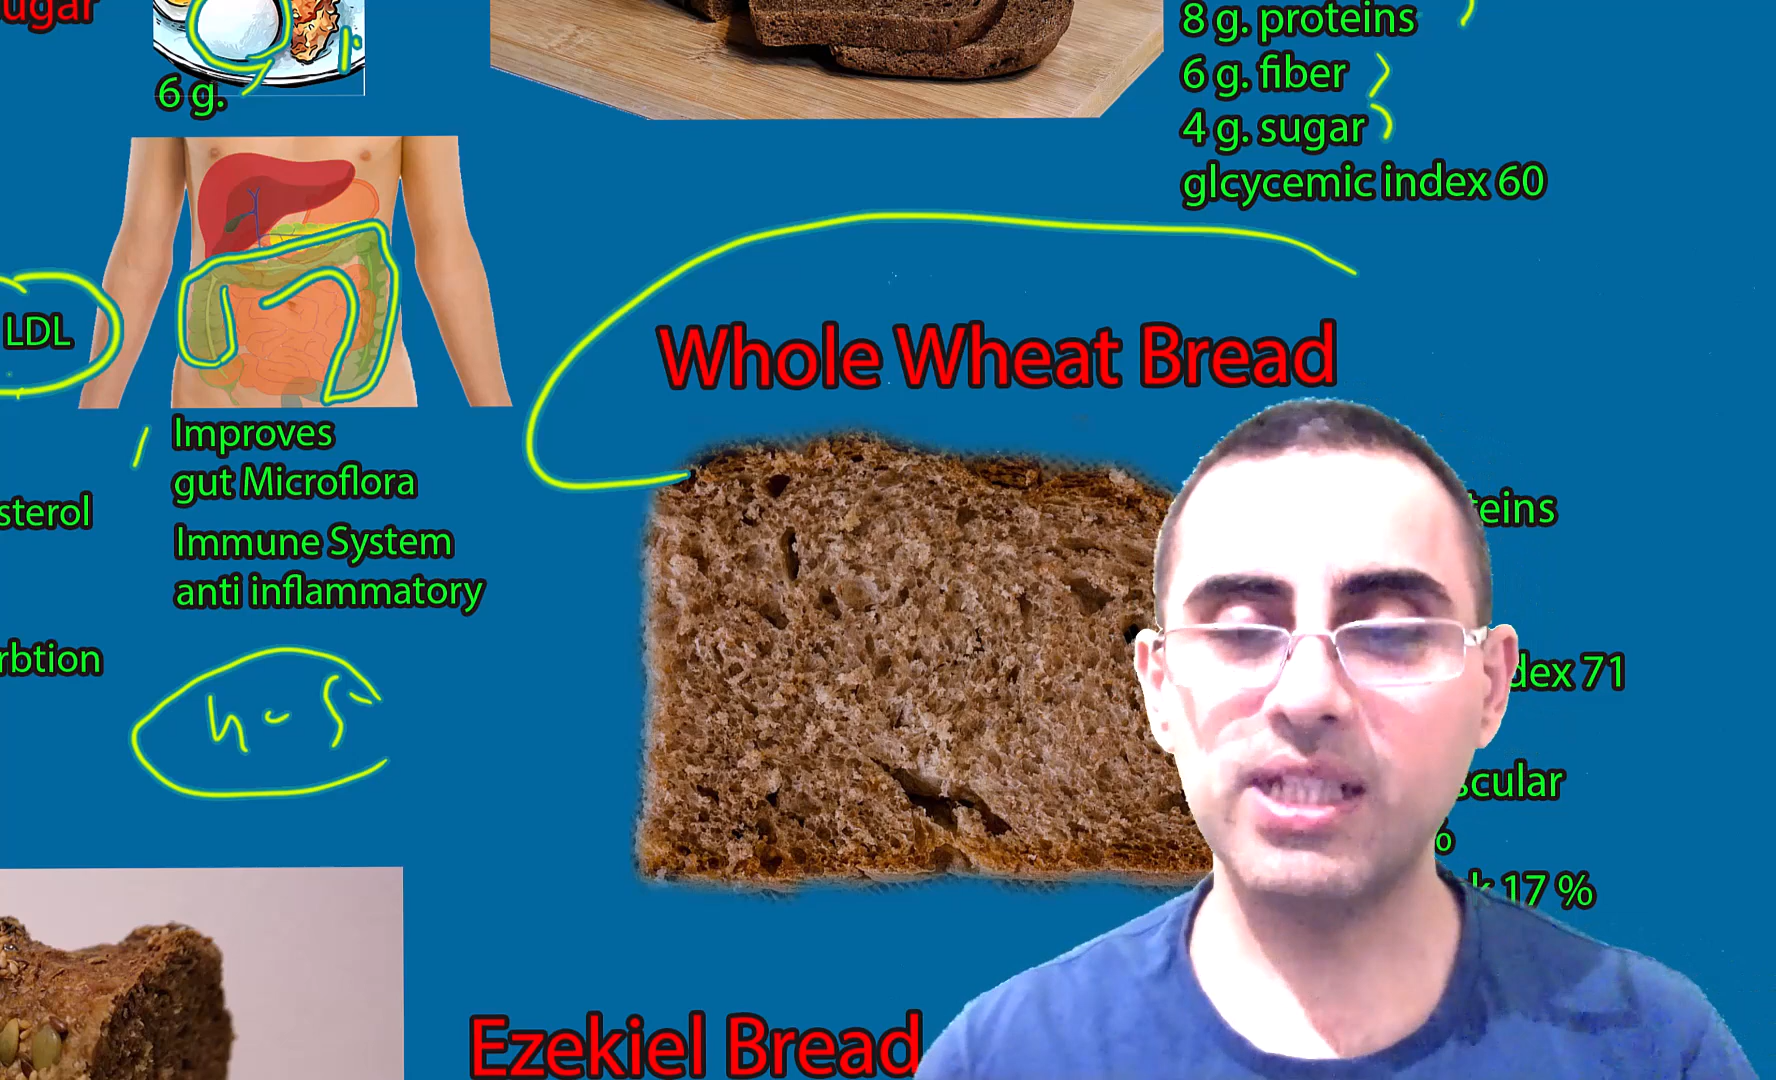 ugar
6 g.
8 g. proteins
6 g. fiber
4 g. sugar
glcycemic index 60
LDL
Improves
gut Microflora
sterol
Immune System
anti inflammatory
rbtion
Whole Wheat Bread
teins
dex 71
scular
%
k 17 %
Ezekiel Bread